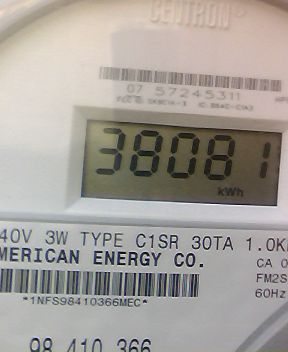 CENTRON®
07 57245311
38081
kWh
40V 3W TYPE C1SR 30TA 1.0K
MERICAN ENERGY CO.
CA 0
FM2S
60Hz
*1NFS98410366MEC*
98 410 366